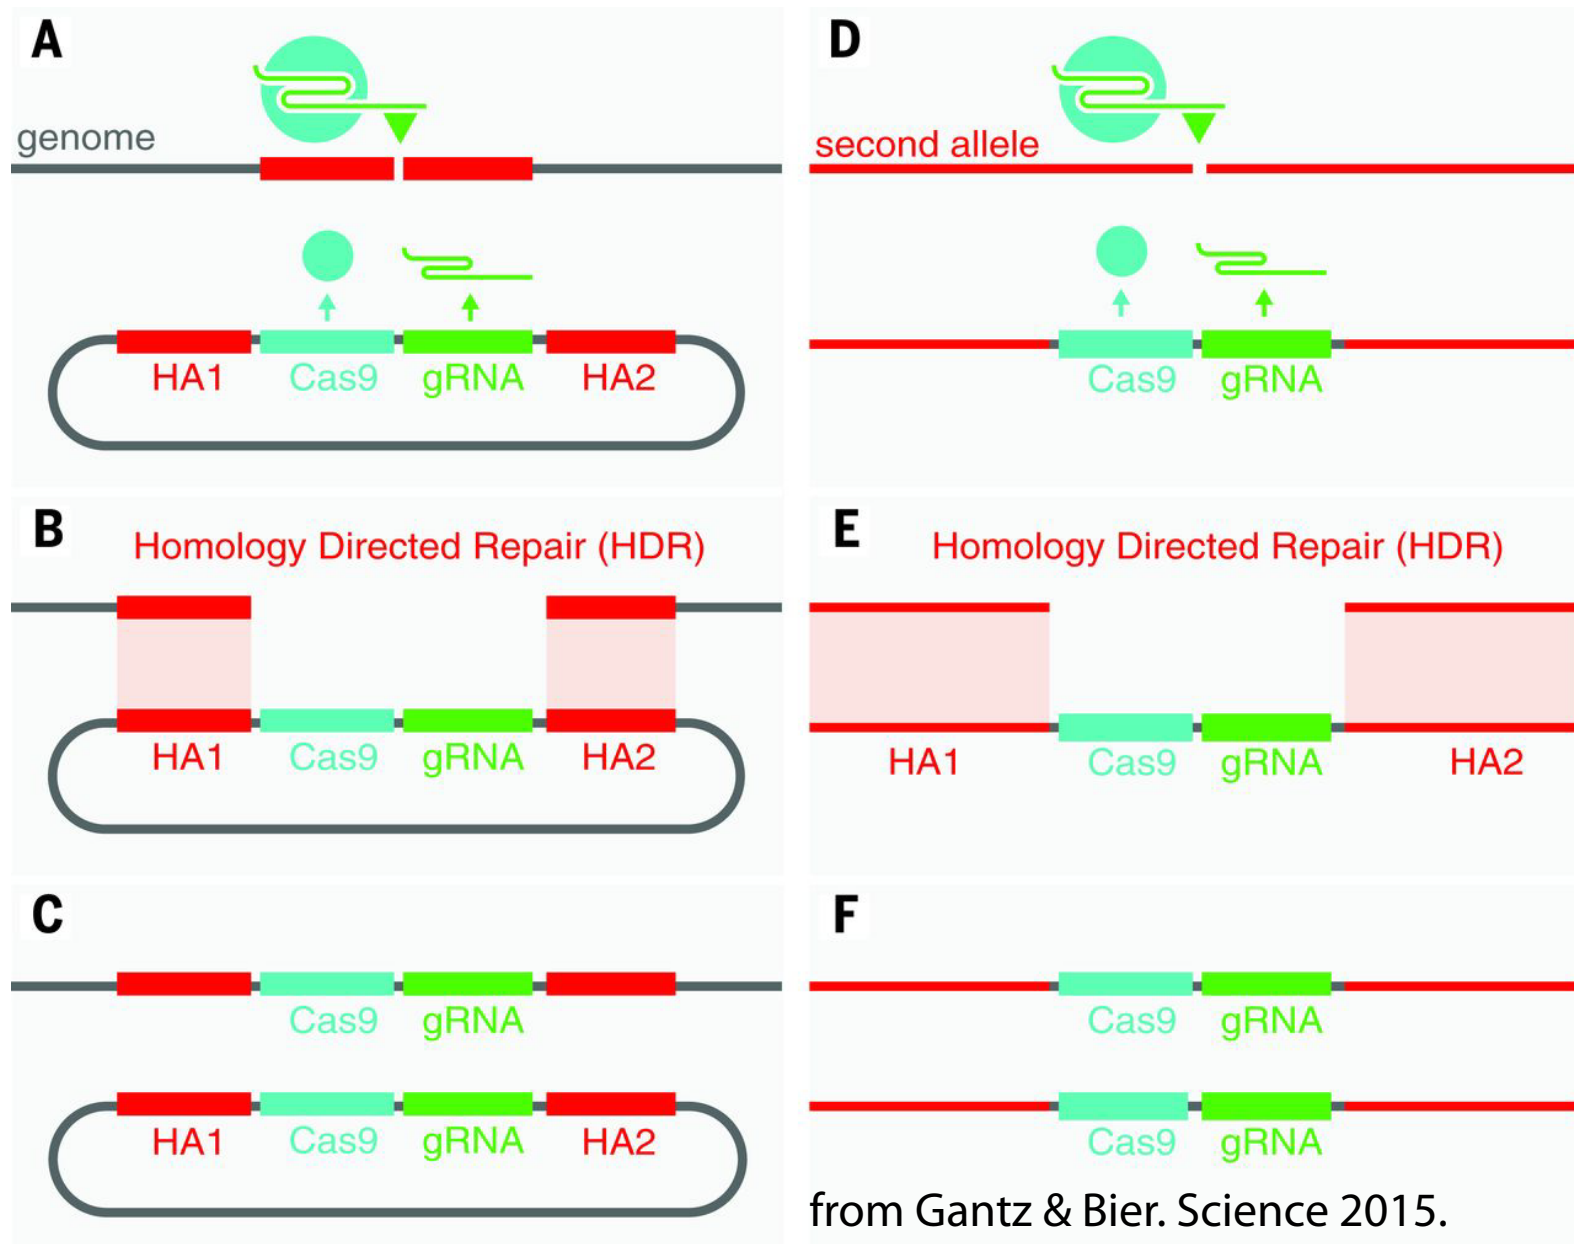 A
genome
HA1 Cas9 gRNA HA2
B
Homology Directed Repair (HDR)
HA1 Cas9 gRNA HA2
C
Cas9 gRNA
HA1 Cas9 gRNA HA2
D
second allele
Cas9 gRNA
E
Homology Directed Repair (HDR)
HA1 Cas9 gRNA HA2
F
Cas9 gRNA
Cas9 gRNA
from Gantz & Bier. Science 2015.